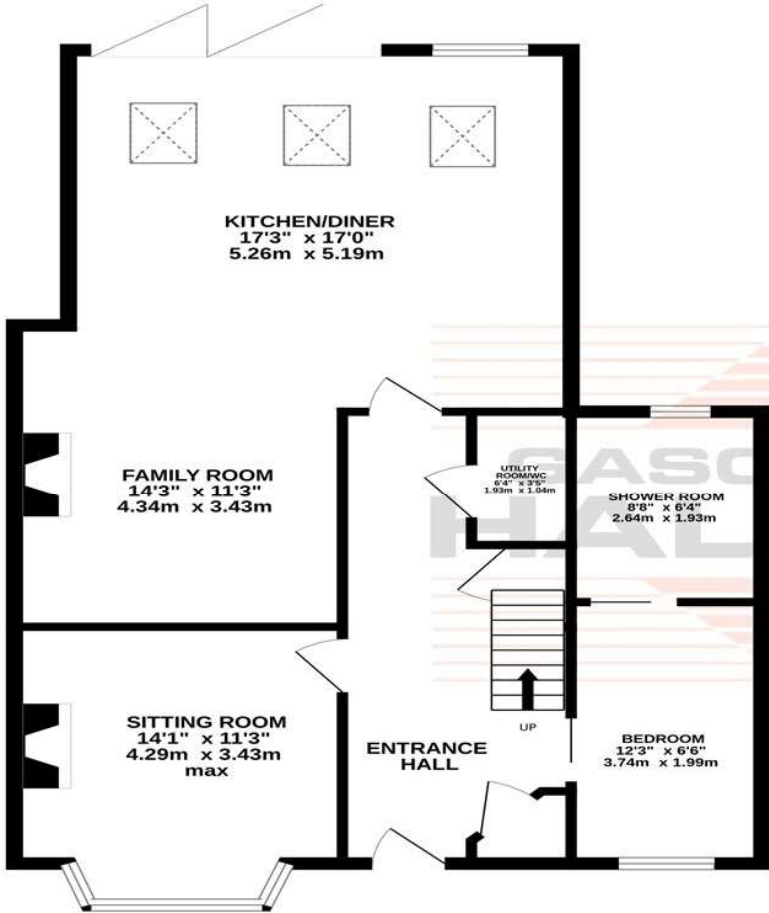 KITCHEN/DINER
17'3" x 17'0"
5.26m x 5.19m
FAMILY ROOM
14'3" x 11'3"
4.34m x 3.43m
UTILITY
ROOM/WC
6'4" x 3'5"
1.93m x 1.04m
SASC
HAL
SHOWER ROOM
8'8" x 6'4"
2.64m x 1.93m
SITTING ROOM
14'1" x 11'3"
4.29m x 3.43m
max
ENTRANCE
HALL
UP
BEDROOM
12'3" x 6'6"
3.74m x 1.99m